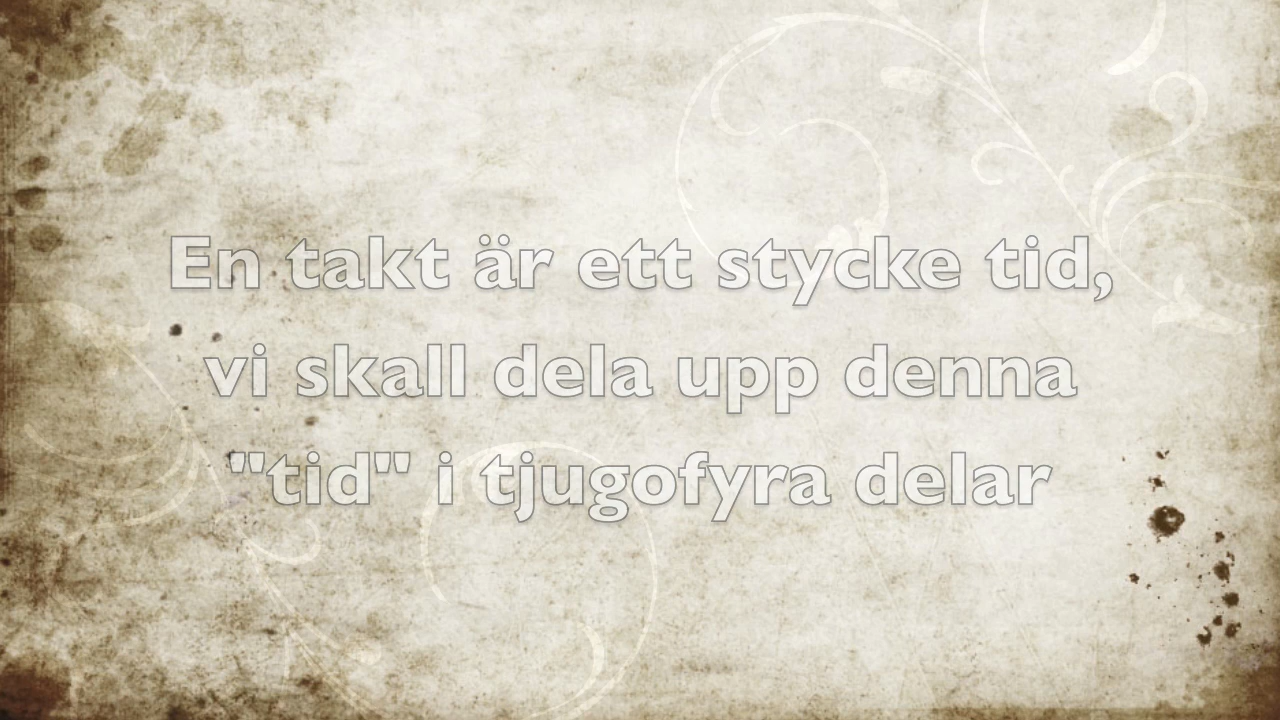 En takt är ett stycke tid,
vi skall dela upp denna
"tid" i tjugofyra delar